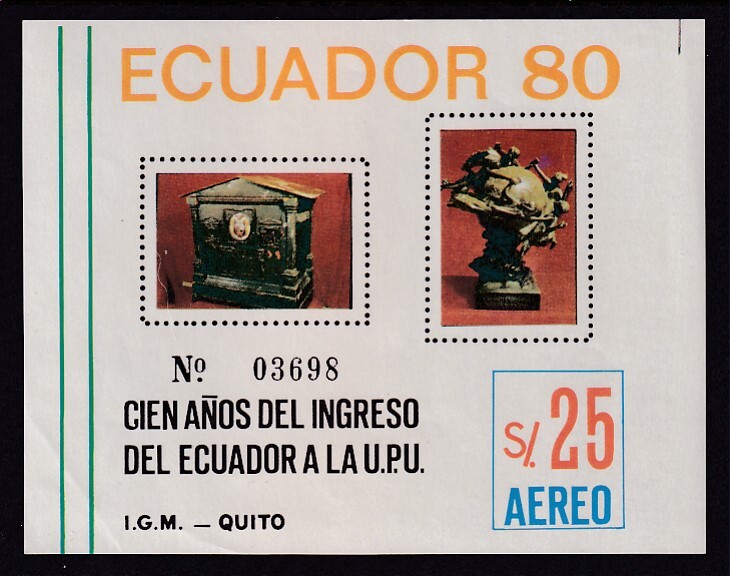 ECUADOR 80
Nº 03698
CIEN AÑOS DEL INGRESO
DEL ECUADOR A LA U.P.U.
I.G.M. — QUITO
S/. 25
AEREO